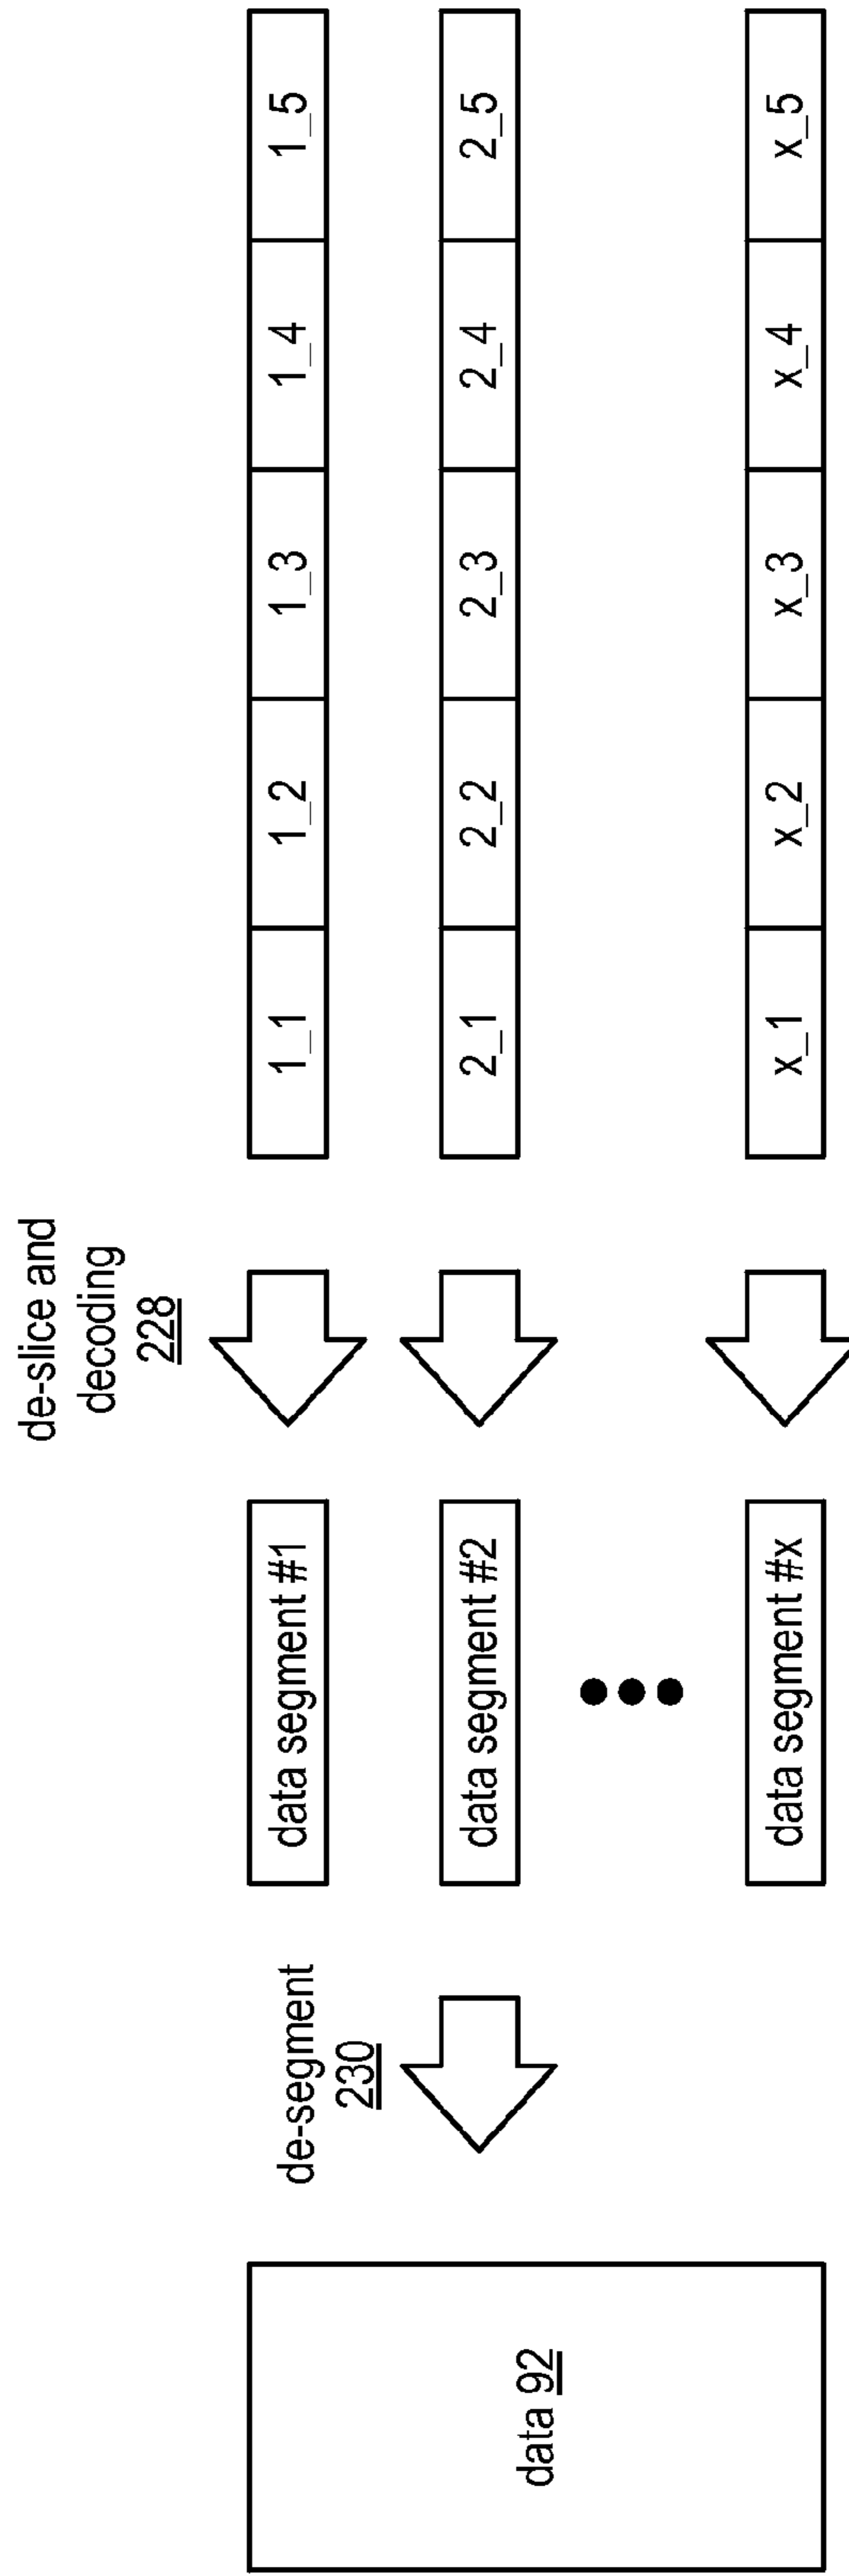 de-slice and
decoding
228
de-segment
230
data 92
data segment #1
1_1 1_2 1_3 1_4 1_5
data segment #2
2_1 2_2 2_3 2_4 2_5
data segment #x
x_1 x_2 x_3 x_4 x_5